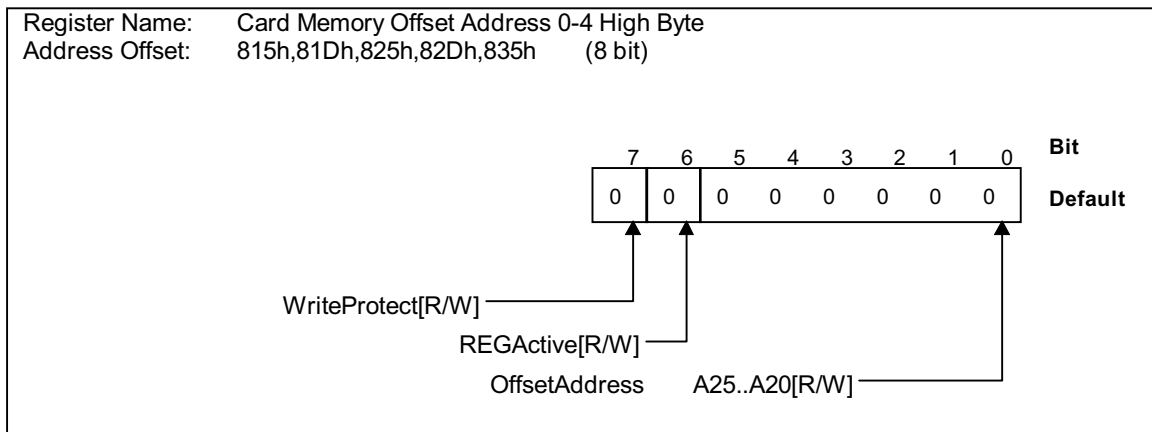 Register Name: Card Memory Offset Address 0-4 High Byte
Address Offset: 815h,81Dh,825h,82Dh,835h (8 bit)
7 6 5 4 3 2 1 0 Bit
0 0 0 0 0 0 0 0 Default
WriteProtect[R/W]
REGActive[R/W]
OffsetAddress A25..A20[R/W]